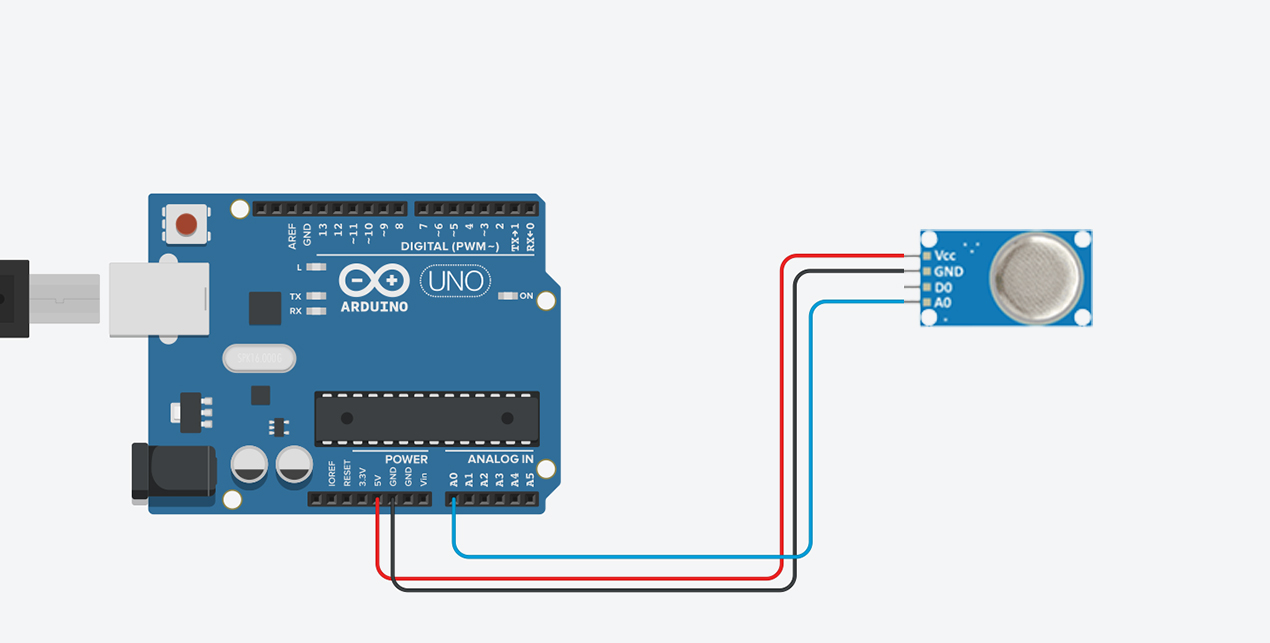 AREF
GND
13
12
~11
~10
~9
8
7
~6
~5
4
~3
2
TX→1
RX←0
DIGITAL (PWM~)
L
TX
RX
ARDUINO
UNO
ON
POWER
ANALOG IN
IOREF
RESET
3.3V
5V
GND
GND
Vin
A0
A1
A2
A3
A4
A5
Vcc
GND
D0
A0